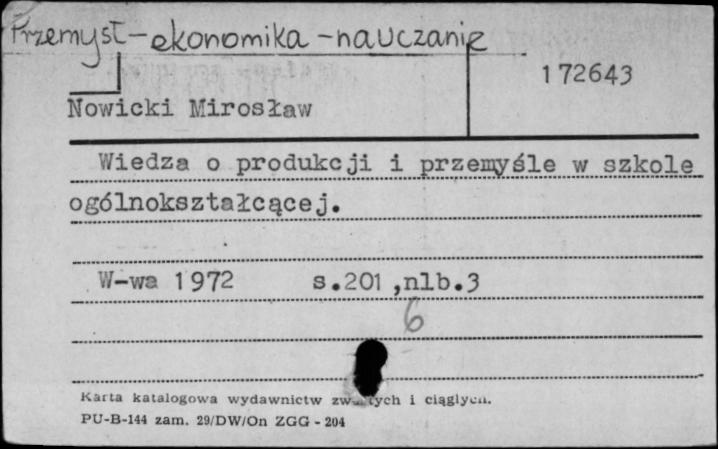 Przemysł-ekonomika-nauczanie
172643
Nowicki Mirosław
Wiedza o produkcji i przemyśle w szkole
ogólnokształcącej.
W-wa 1972 s.201,nlb.3
6
Karta katalogowa wydawnictw i ciągłych.
PU-B-144 zam. 29/DW/On ZGG - 204